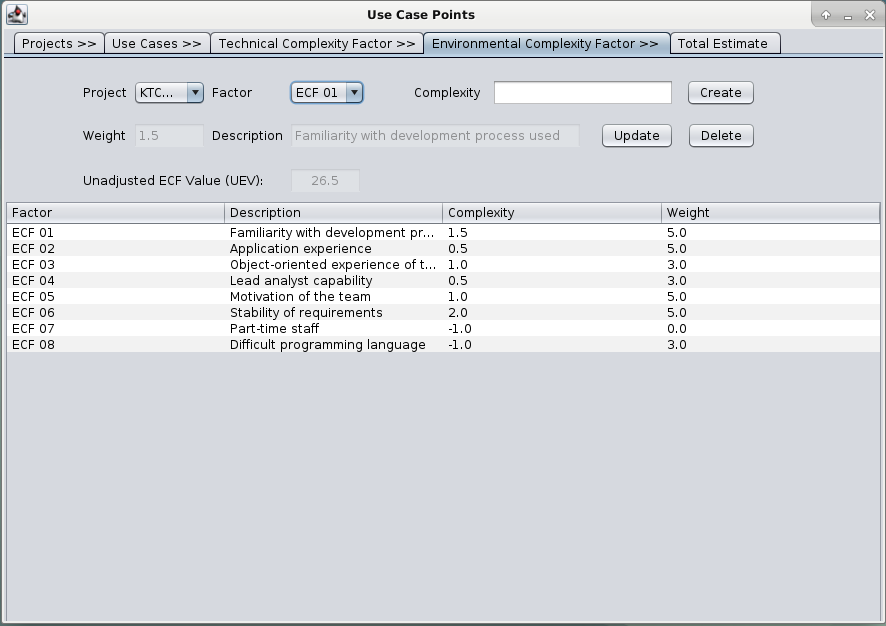 Use Case Points
Projects >> Use Cases >> Technical Complexity Factor >> Environmental Complexity Factor >> Total Estimate
Project KTC... Factor ECF 01 Complexity Create
Weight 1.5 Description Familiarity with development process used Update Delete
Unadjusted ECF Value (UEV): 26.5
Factor Description Complexity Weight
ECF 01 Familiarity with development pr... 1.5 5.0
ECF 02 Application experience 0.5 5.0
ECF 03 Object-oriented experience of t... 1.0 3.0
ECF 04 Lead analyst capability 0.5 3.0
ECF 05 Motivation of the team 1.0 5.0
ECF 06 Stability of requirements 2.0 5.0
ECF 07 Part-time staff -1.0 0.0
ECF 08 Difficult programming language -1.0 3.0